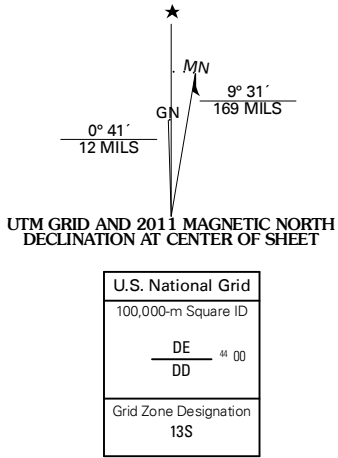 ★
MN
9° 31´
169 MILS
GN
0° 41´
12 MILS
UTM GRID AND 2011 MAGNETIC NORTH
DECLINATION AT CENTER OF SHEET
U.S. National Grid
100,000-m Square ID
DE
44 00
DD
Grid Zone Designation
13S